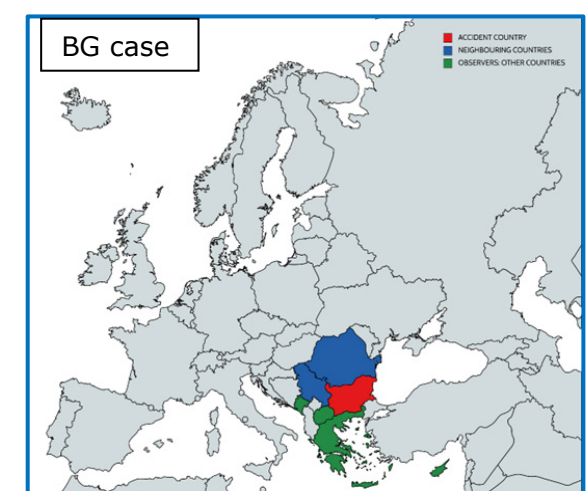 BG case
ACCIDENT COUNTRY
NEIGHBOURING COUNTRIES
OBSERVERS: OTHER COUNTRIES